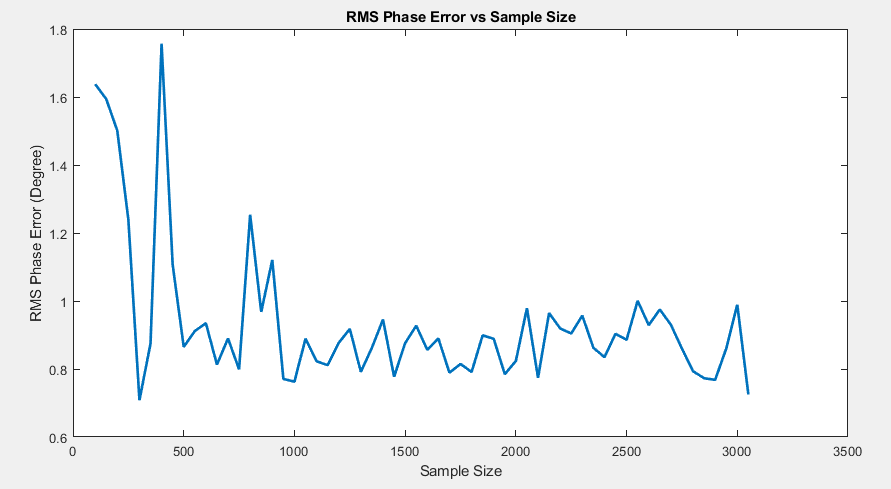 RMS Phase Error vs Sample Size
1.8
1.6
1.4
1.2
1
0.8
0.6
RMS Phase Error (Degree)
0 500 1000 1500 2000 2500 3000 3500
Sample Size